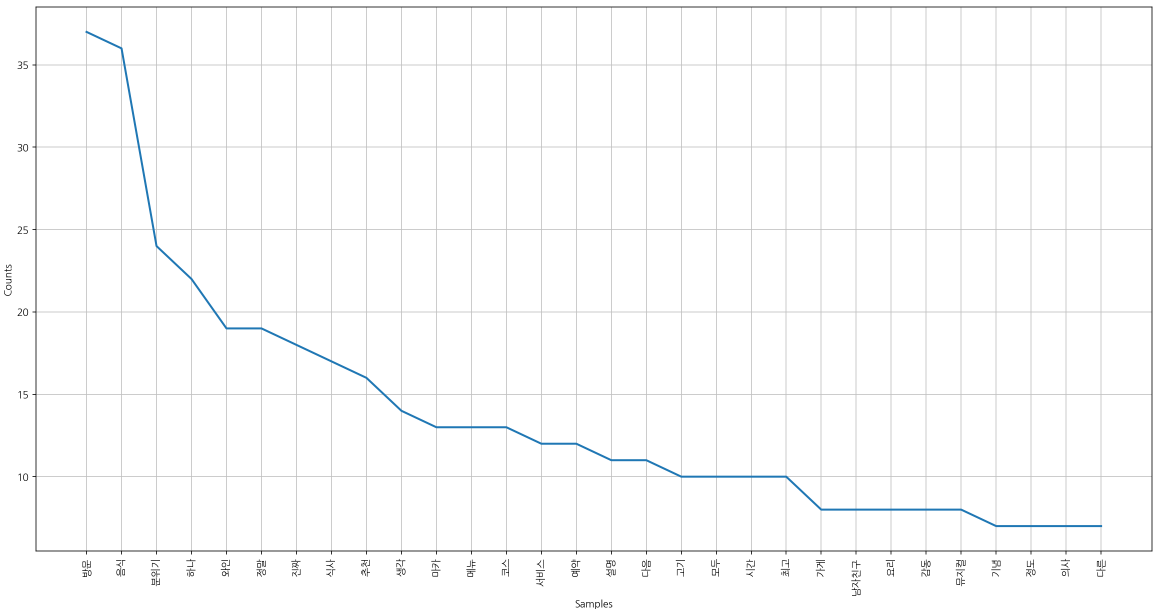 35
30
25
20
15
10
Counts
방문
음식
분위기
하나
와인
정말
진짜
식사
추천
생각
마카
메뉴
코스
서비스
예약
설명
다음
고기
모두
시간
최고
가게
남자친구
요리
감동
뮤지컬
기념
정도
의사
다른
Samples